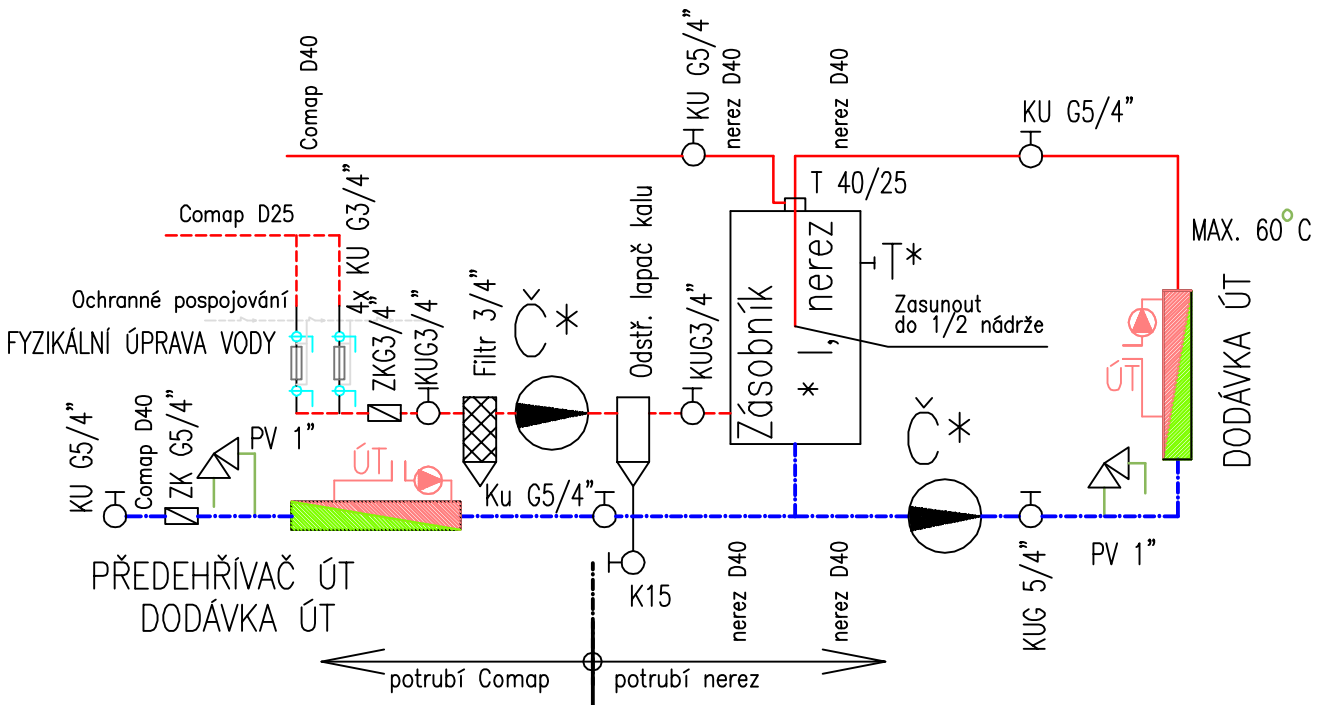 Comap D40
KU G5/4”
nerez D40
nerez D40
KU G5/4”
T 40/25
Comap D25
4x KU G3/4”
MAX. 60°C
Ochranné pospojování
FYZIKÁLNÍ ÚPRAVA VODY
ZKG3/4”
KUG3/4”
Filtr 3/4”
Č*
Odstř. lapač kalu
KUG3/4”
Zásobník
* l, nerez
T*
Zasunout
do 1/2 nádrže
ÚT
DODÁVKA ÚT
KU G5/4”
Comap D40
ZK G5/4”
PV 1”
ÚT
Ku G5/4”
Č*
PV 1”
KUG 5/4”
PŘEDEHŘÍVAČ ÚT
DODÁVKA ÚT
K15
nerez D40
nerez D40
potrubí Comap
potrubí nerez